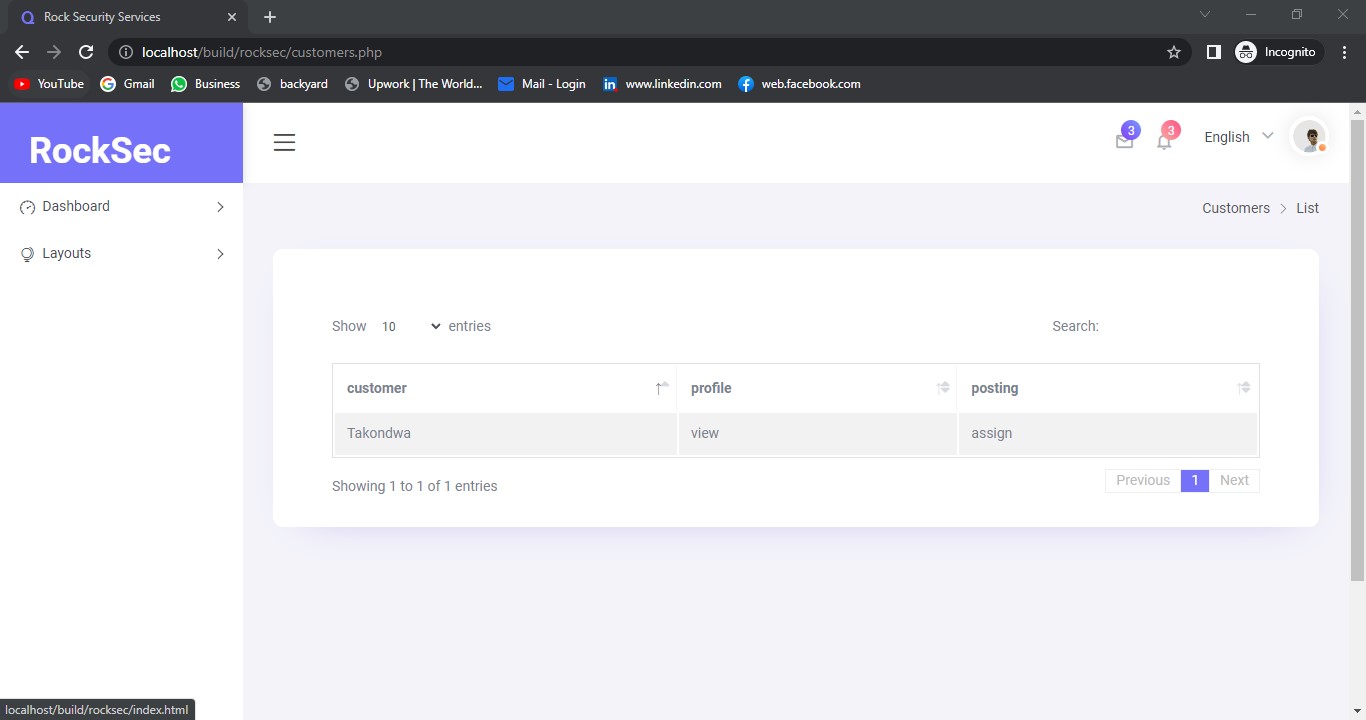 Rock Security Services
localhost/build/rocksec/customers.php
Incognito
YouTube Gmail Business backyard Upwork | The World... Mail - Login www.linkedin.com web.facebook.com
RockSec
3 3 English
Dashboard
Layouts
Customers > List
Show 10 entries Search:
customer profile posting
Takondwa view assign
Showing 1 to 1 of 1 entries Previous 1 Next
localhost/build/rocksec/index.html